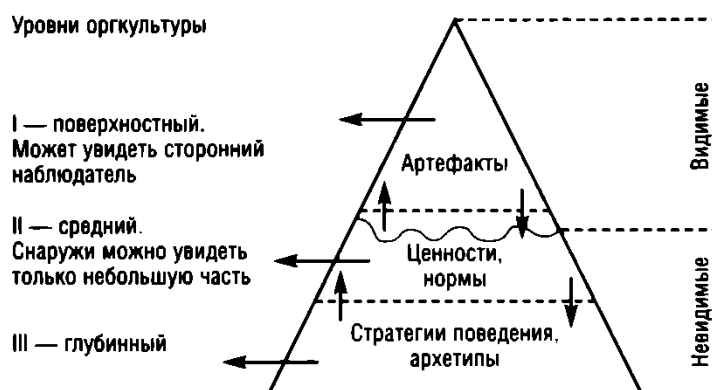 Уровни оргкультуры
I — поверхностный.
Может увидеть сторонний
наблюдатель
II — средний.
Снаружи можно увидеть
только небольшую часть
III — глубинный
Артефакты
Ценности,
нормы
Стратегии поведения,
архетипы
Видимые
Невидимые